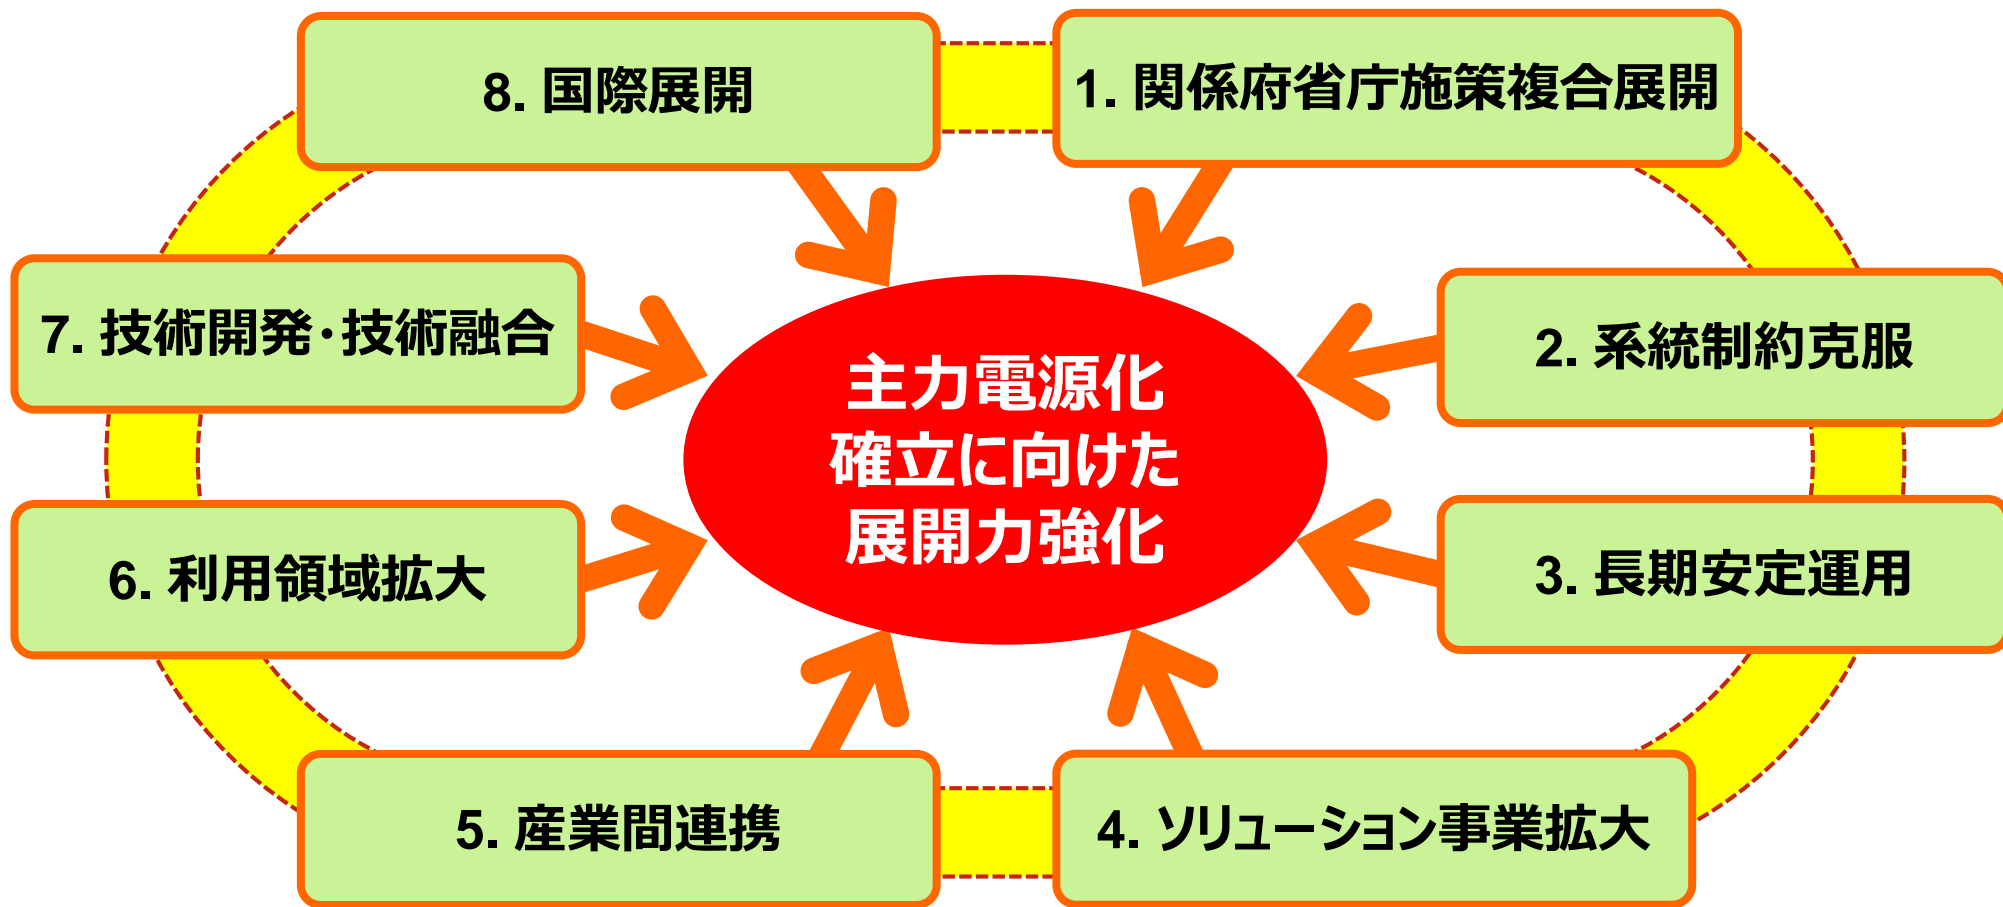 8. 国際展開
1. 関係府省庁施策複合展開
7. 技術開発・技術融合
2. 系統制約克服
主力電源化
確立に向けた
展開力強化
6. 利用領域拡大
3. 長期安定運用
5. 産業間連携
4. ソリューション事業拡大